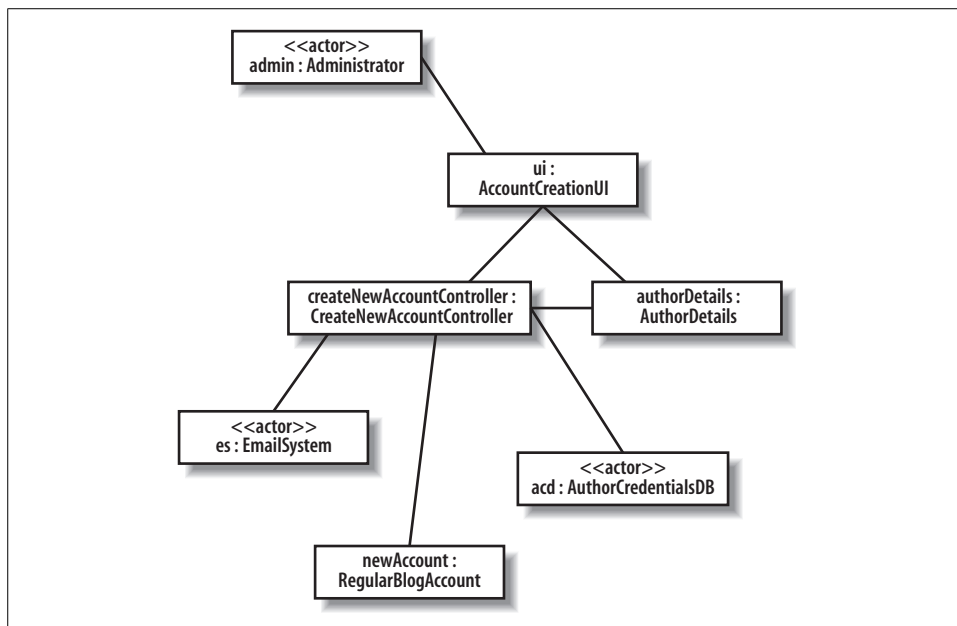 <<actor>>
admin : Administrator
ui :
AccountCreationUI
createNewAccountController :
CreateNewAccountController
authorDetails :
AuthorDetails
<<actor>>
es : EmailSystem
<<actor>>
acd : AuthorCredentialsDB
newAccount :
RegularBlogAccount